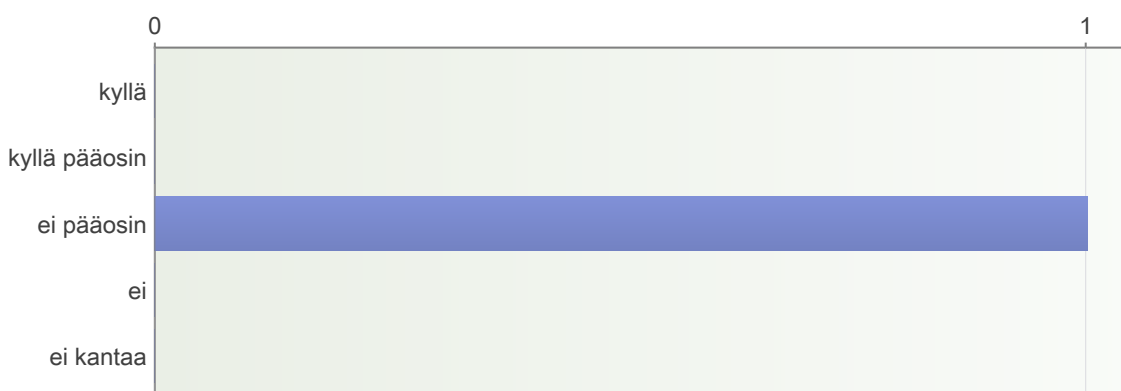 0 1
kyllä
kyllä pääosin
ei pääosin
ei
ei kantaa